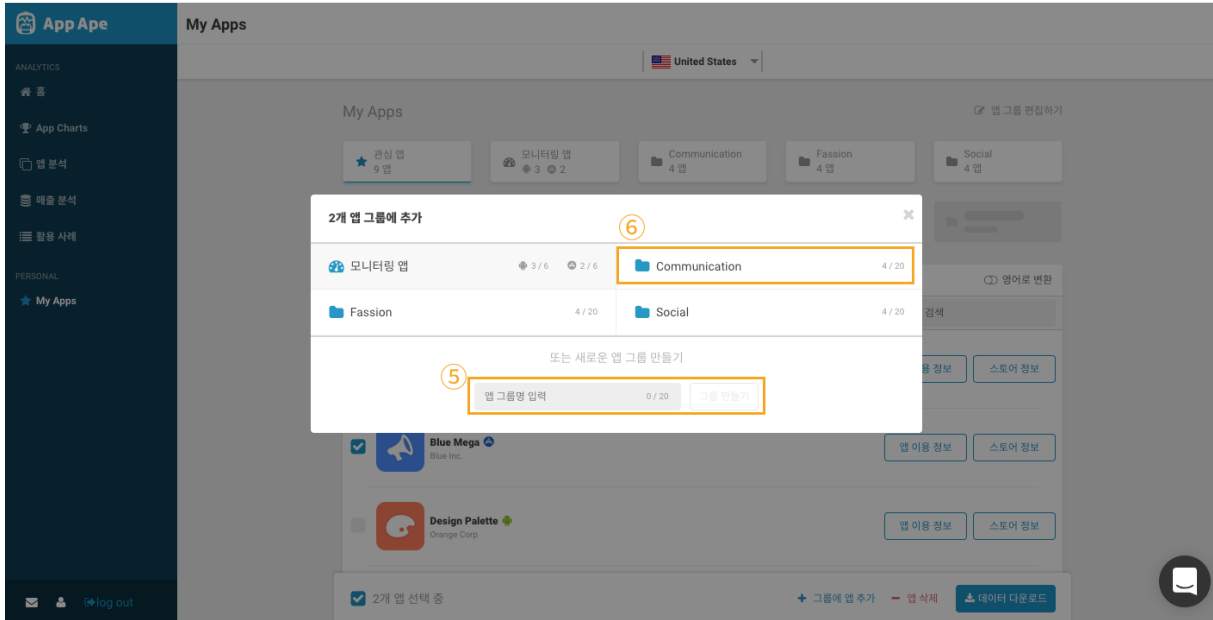 App Ape
My Apps
ANALYTICS
United States
홈
App Charts
앱 분석
매출 분석
활용 사례
PERSONAL
My Apps
log out
My Apps
앱 그룹 편집하기
관심 앱
9 앱
모니터링 앱
3 2
Communication
4 앱
Fassion
4 앱
Social
4 앱
2개 앱 그룹에 추가
⑥
모니터링 앱
3 / 6
2 / 6
Communication
4 / 20
Fassion
4 / 20
Social
4 / 20
또는 새로운 앱 그룹 만들기
⑤
앱 그룹명 입력
0 / 20
그룹 만들기
영어로 변환
검색
용 정보
스토어 정보
Blue Mega
Blue Inc.
앱 이용 정보
스토어 정보
Design Palette
Orange Corp
앱 이용 정보
스토어 정보
2개 앱 선택 중
그룹에 앱 추가
앱 삭제
데이터 다운로드